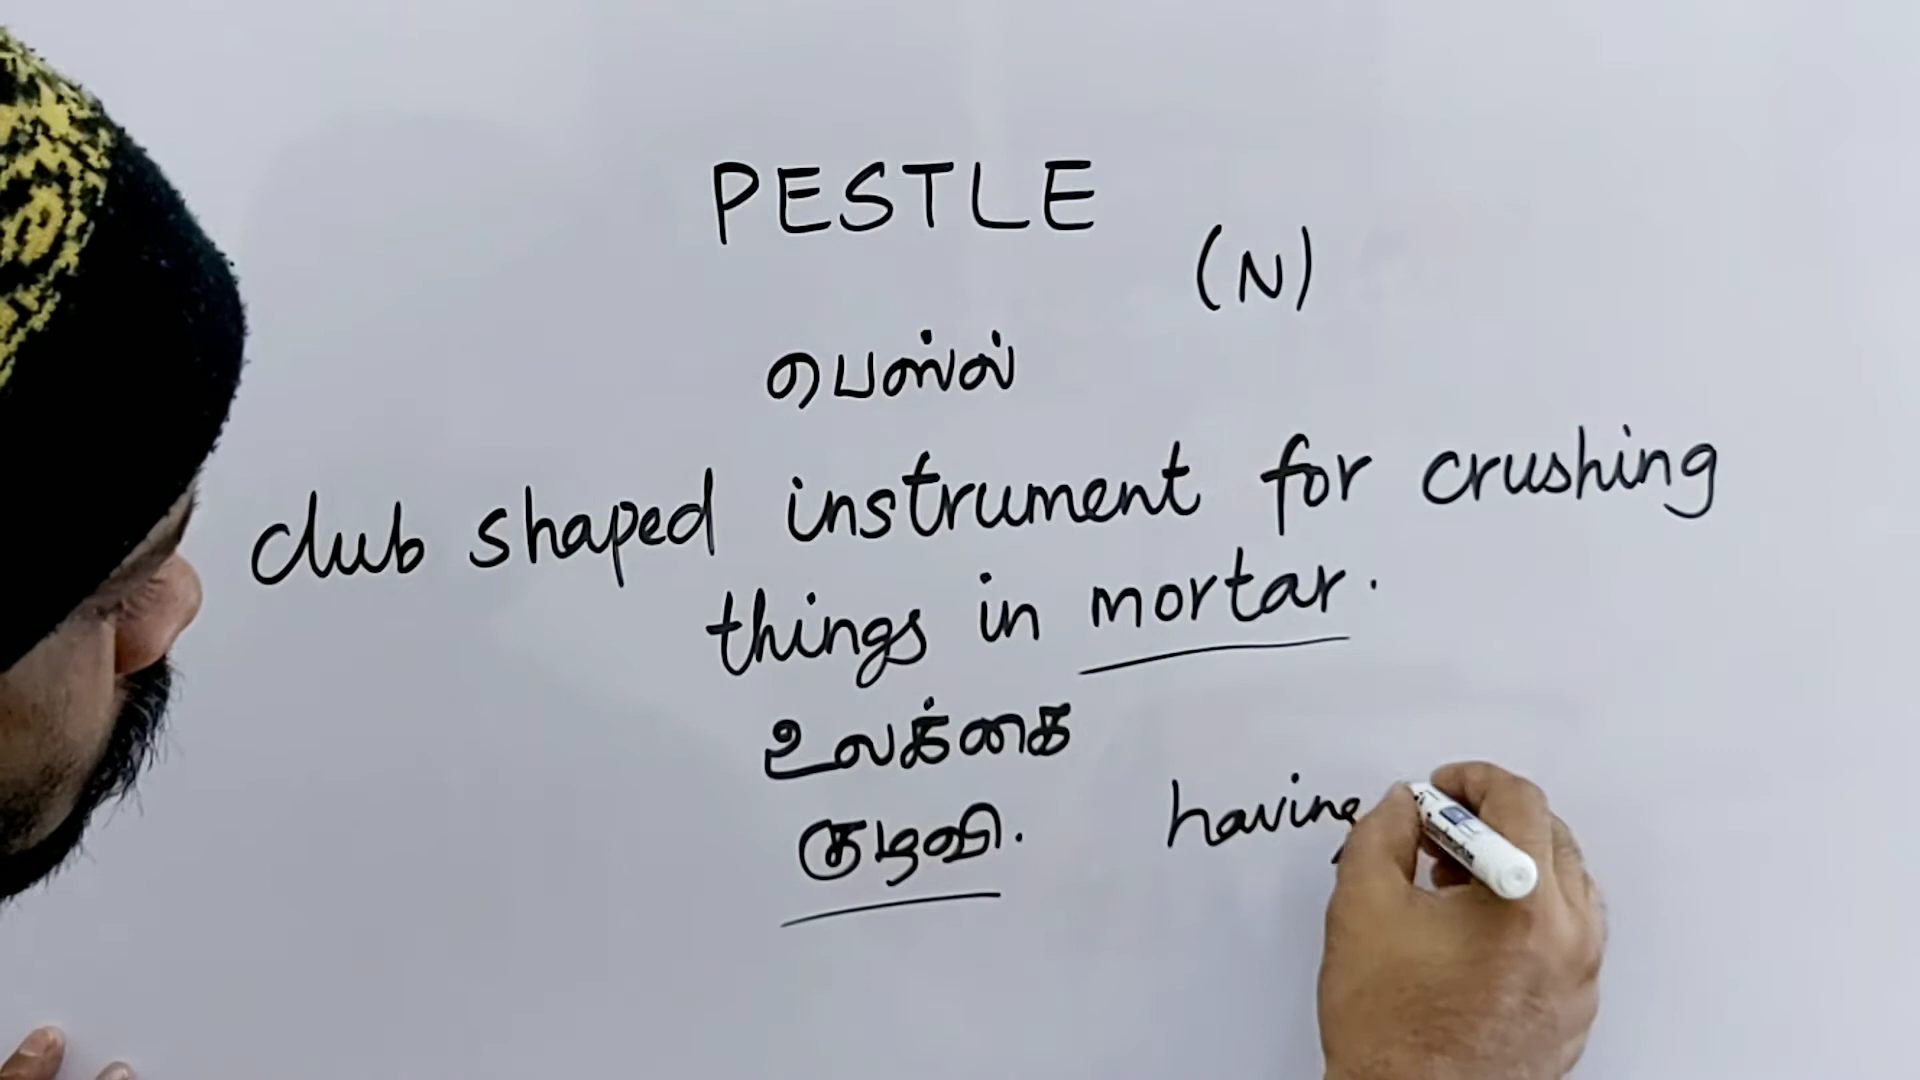 PESTLE
(N)
பெஸ்ல்
club shaped instrument for crushing
things in mortar.
உலக்கை
குழவி.
having